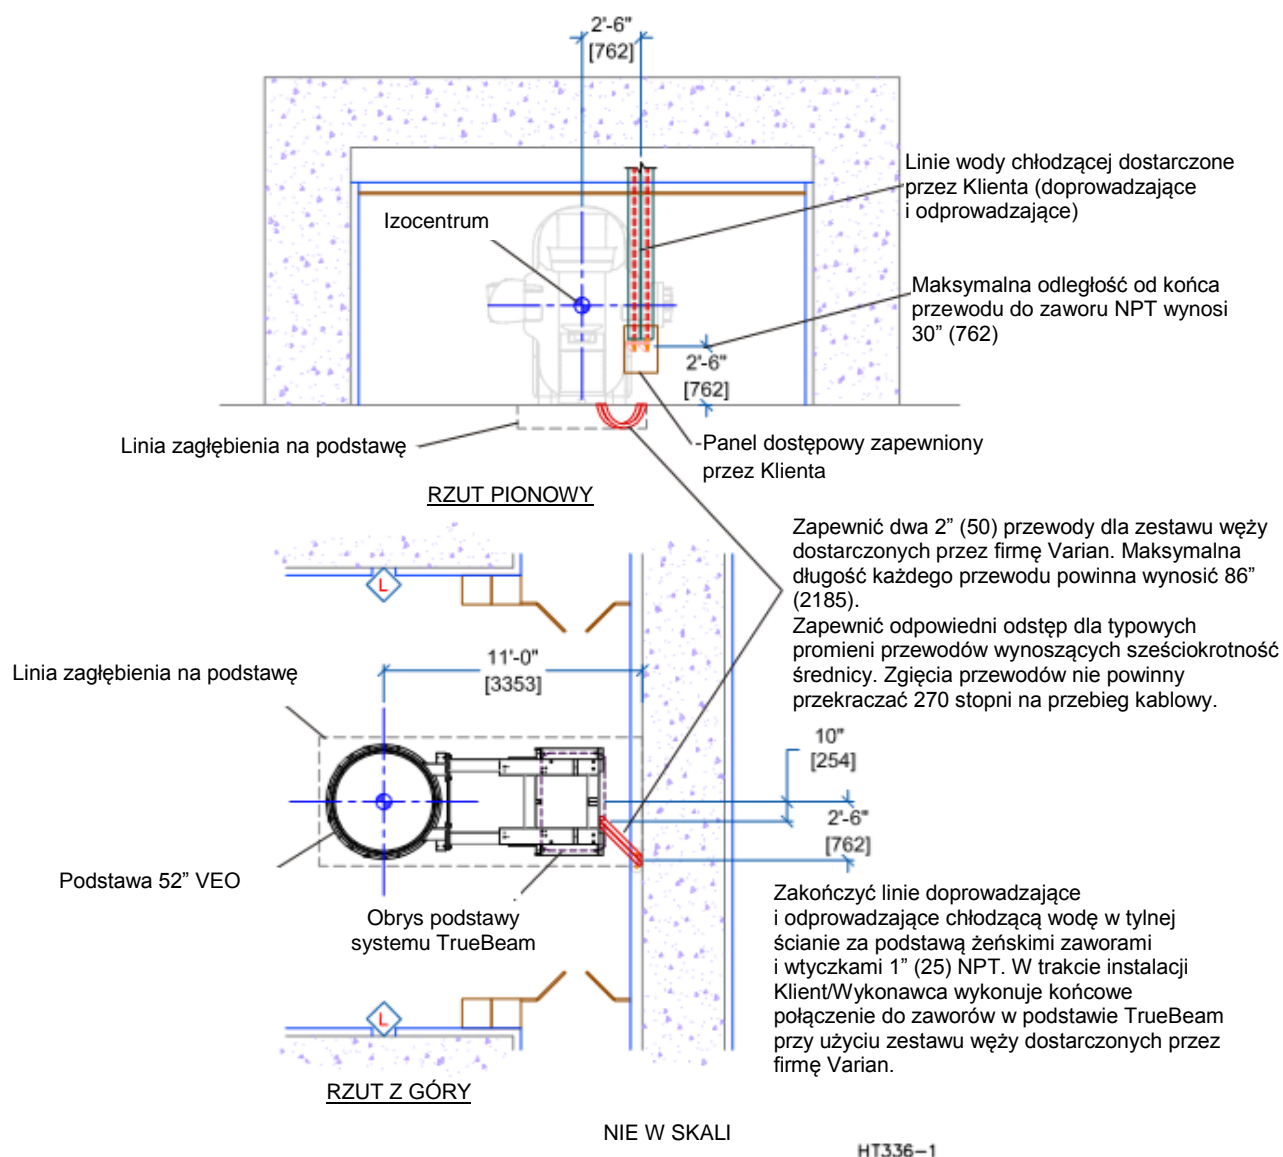 2'-6"
[762]
Linie wody chłodzącej dostarczone
przez Klienta (doprowadzające
i odprowadzające)
Izocentrum
Maksymalna odległość od końca
przewodu do zaworu NPT wynosi
30” (762)
2'-6"
[762]
Linia zagłębienia na podstawę
-Panel dostępowy zapewniony
przez Klienta
RZUT PIONOWY
Zapewnić dwa 2” (50) przewody dla zestawu węży
dostarczonych przez firmę Varian. Maksymalna
długość każdego przewodu powinna wynosić 86”
(2185).
Zapewnić odpowiedni odstęp dla typowych
promieni przewodów wynoszących sześciokrotność
średnicy. Zgięcia przewodów nie powinny
przekraczać 270 stopni na przebieg kablowy.
L
Linia zagłębienia na podstawę
11'-0"
[3353]
10"
[254]
2'-6"
[762]
Podstawa 52” VEO
Obrys podstawy
systemu TrueBeam
Zakończyć linie doprowadzające
i odprowadzające chłodzącą wodę w tylnej
ścianie za podstawą żeńskimi zaworami
i wtyczkami 1” (25) NPT. W trakcie instalacji
Klient/Wykonawca wykonuje końcowe
połączenie do zaworów w podstawie TrueBeam
przy użyciu zestawu węży dostarczonych przez
firmę Varian.
L
RZUT Z GÓRY
NIE W SKALI
HT336-1